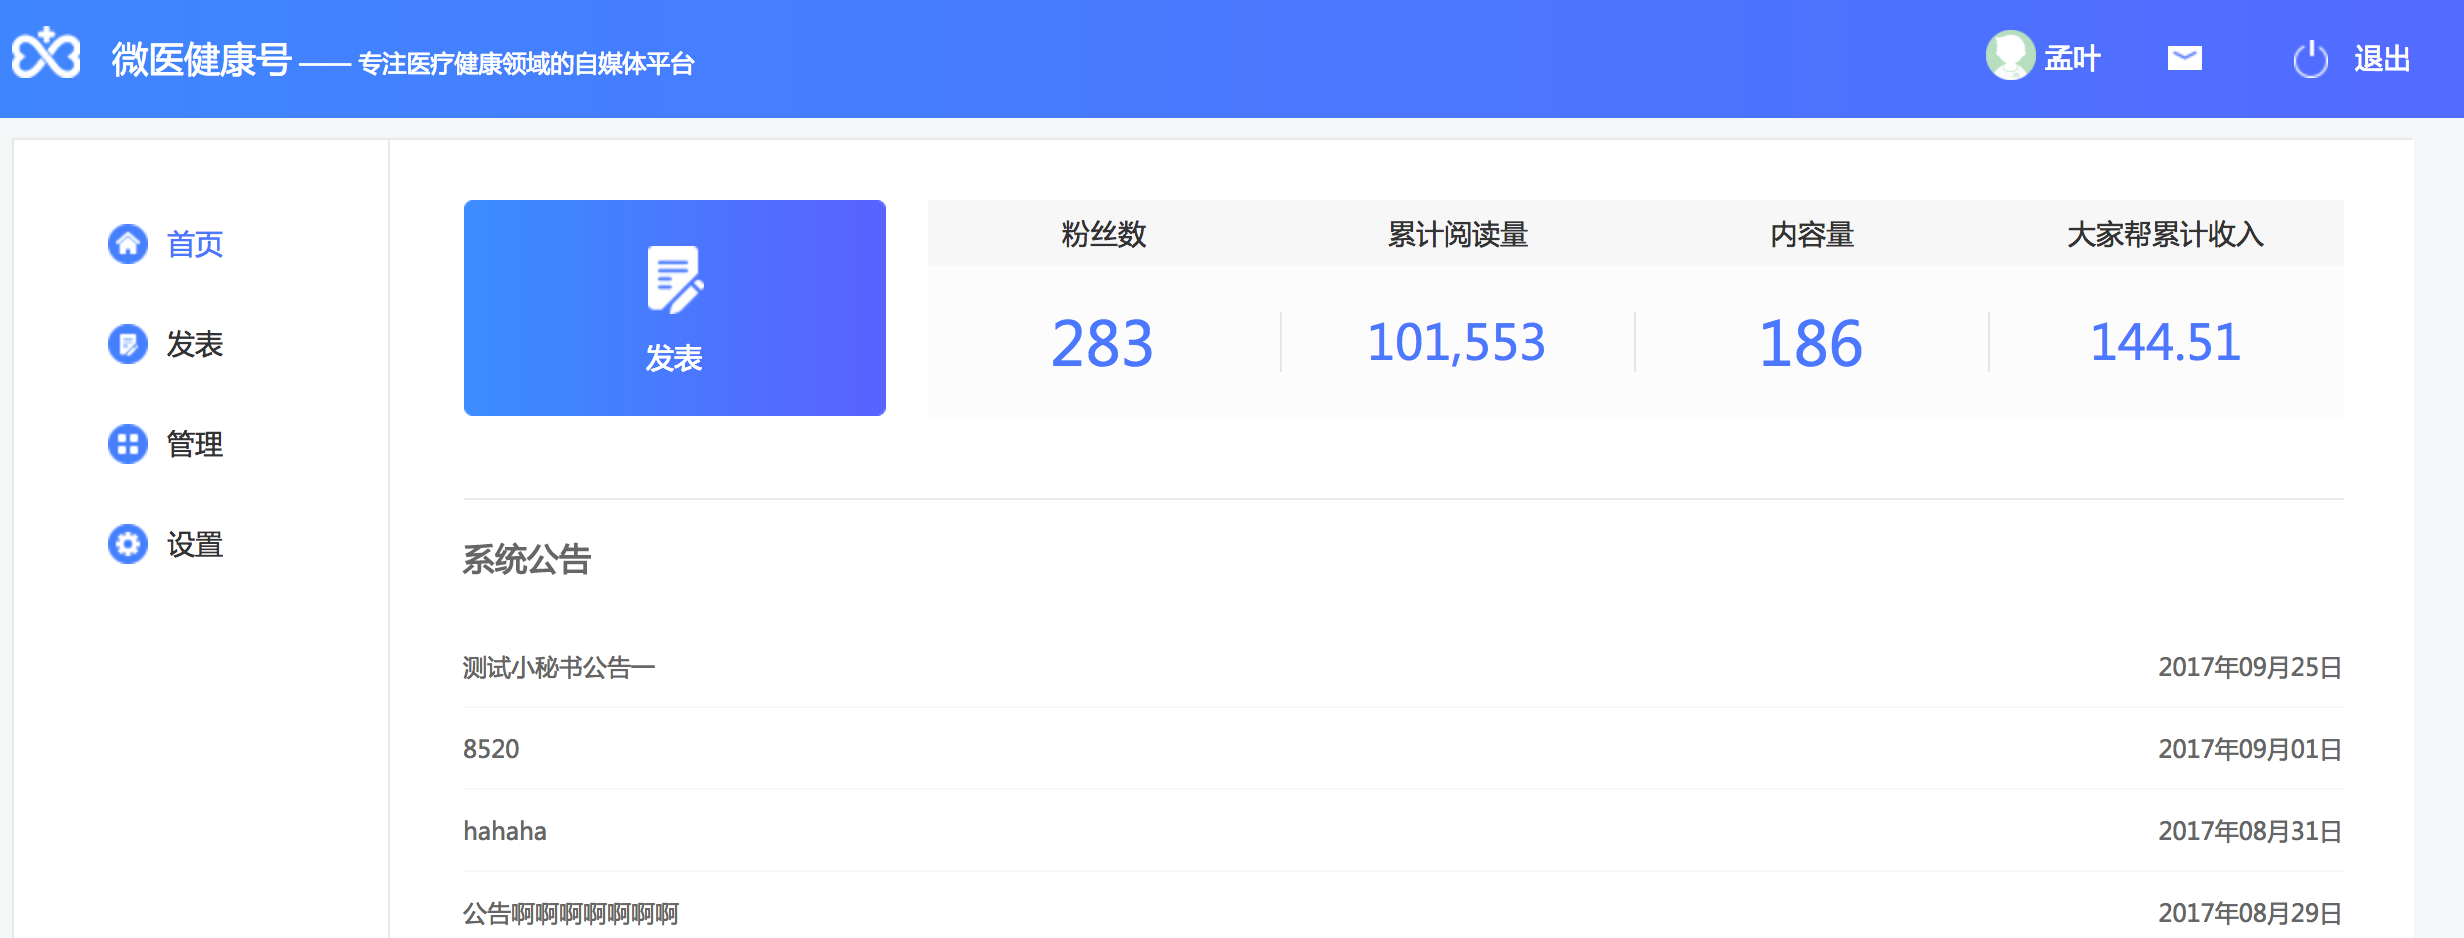 微医健康号 —— 专注医疗健康领域的自媒体平台
孟叶
退出
首页
发表
管理
设置
发表
粉丝数
累计阅读量
内容量
大家帮累计收入
283
101,553
186
144.51
系统公告
测试小秘书公告一
2017年09月25日
8520
2017年09月01日
hahaha
2017年08月31日
公告啊啊啊啊啊啊啊
2017年08月29日